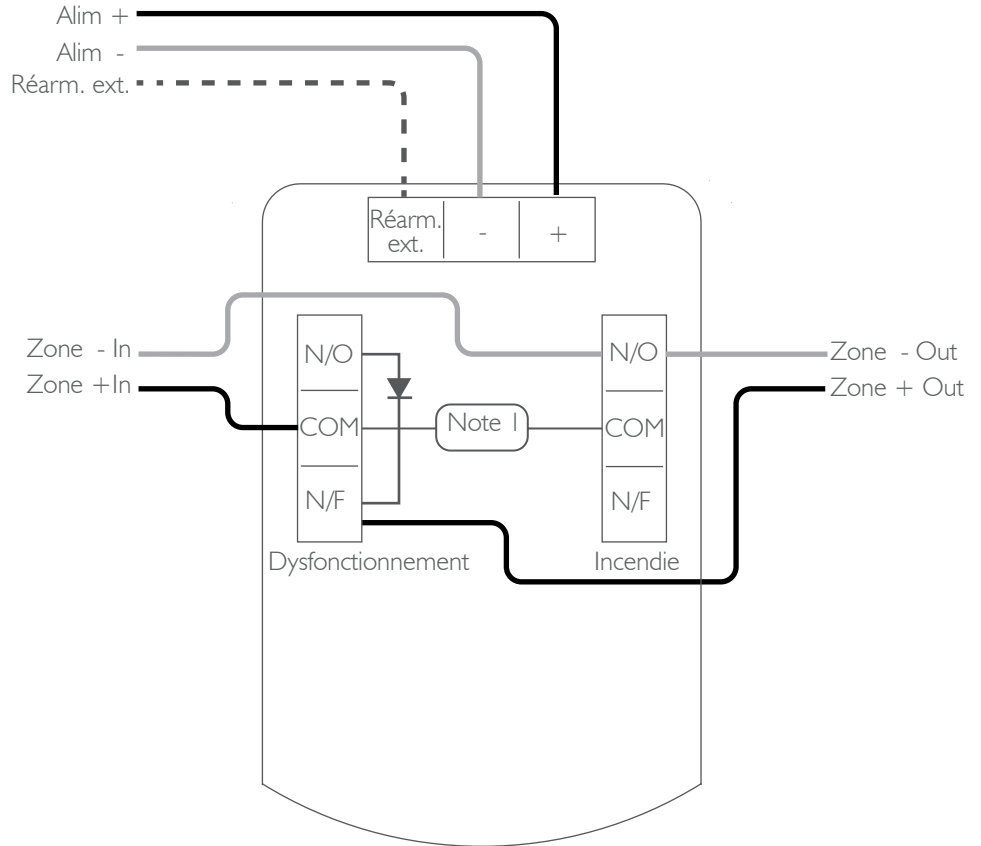 Alim +
Alim -
Réarm. ext.
Réarm.
ext.
-
+
Zone - In
Zone +In
N/O
COM
N/F
Note 1
N/O
COM
N/F
Zone - Out
Zone + Out
Dysfonctionnement
Incendie